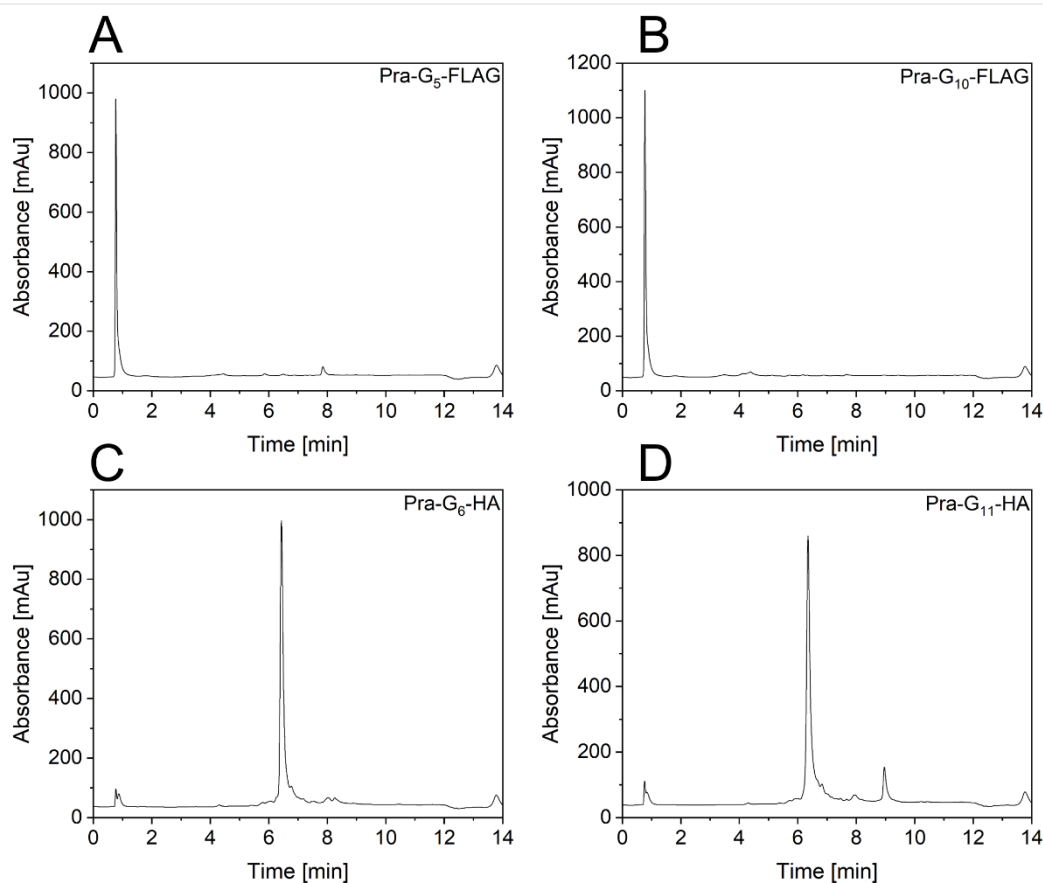 A
B
Pra-G₅-FLAG
1000
800
600
400
200
0
Absorbance [mAu]
0 2 4 6 8 10 12 14
Time [min]
Pra-G₁₀-FLAG
1200
1000
800
600
400
200
0
Absorbance [mAu]
0 2 4 6 8 10 12 14
Time [min]
C
D
Pra-G₆-HA
1000
800
600
400
200
0
Absorbance [mAu]
0 2 4 6 8 10 12 14
Time [min]
Pra-G₁₁-HA
1000
800
600
400
200
0
Absorbance [mAu]
0 2 4 6 8 10 12 14
Time [min]